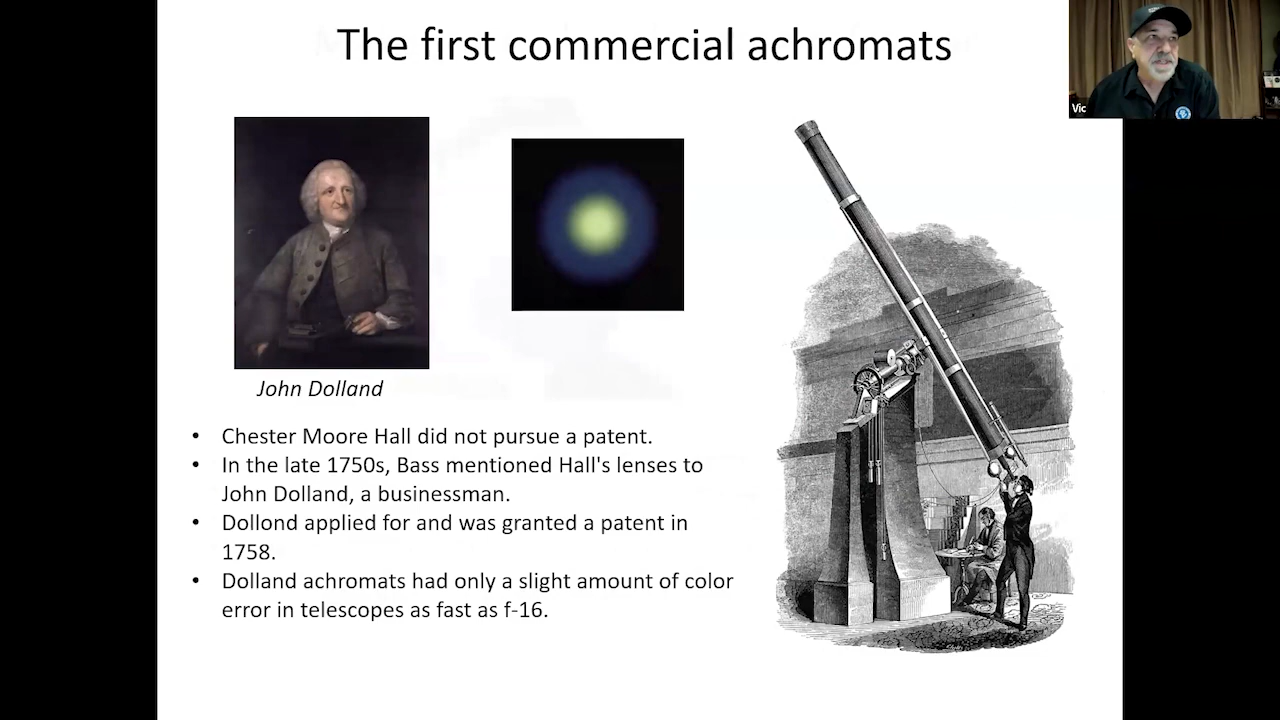 The first commercial achromats
Vic
John Dolland
• Chester Moore Hall did not pursue a patent.
• In the late 1750s, Bass mentioned Hall's lenses to
John Dolland, a businessman.
• Dollond applied for and was granted a patent in
1758.
• Dolland achromats had only a slight amount of color
error in telescopes as fast as f-16.